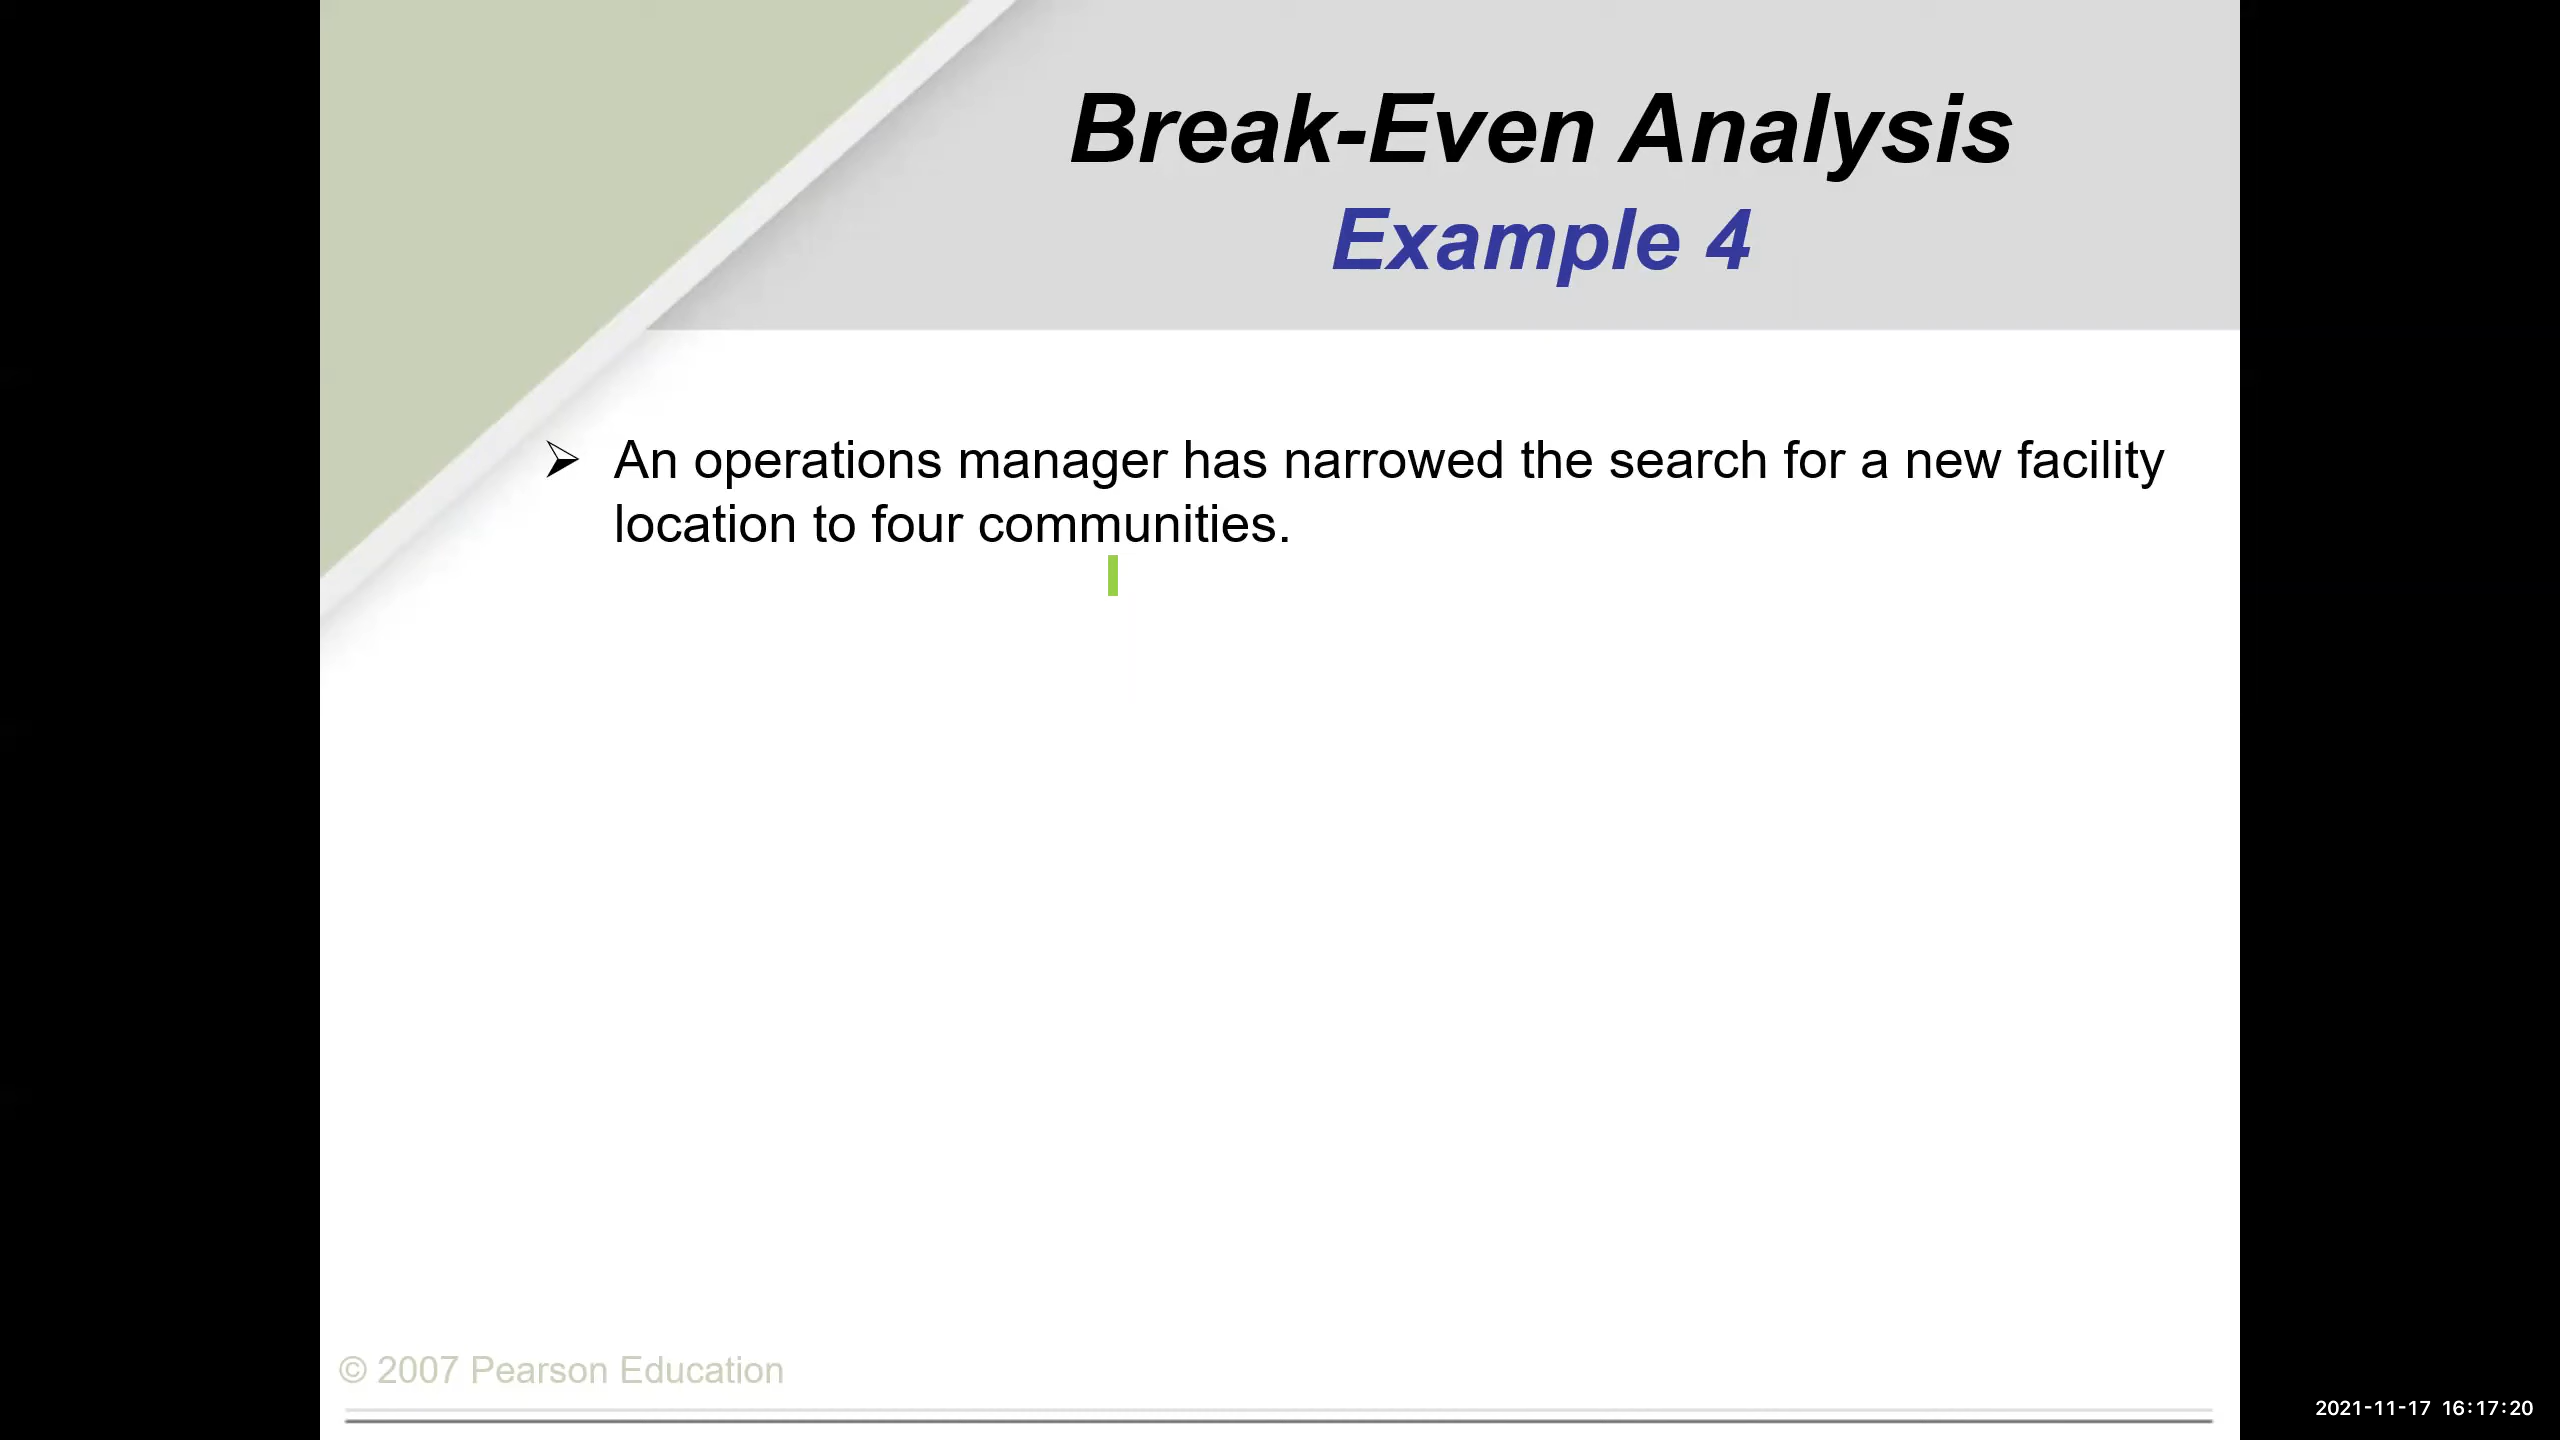 Break-Even Analysis
Example 4
➢ An operations manager has narrowed the search for a new facility
location to four communities.
© 2007 Pearson Education
2021-11-17 16:17:20